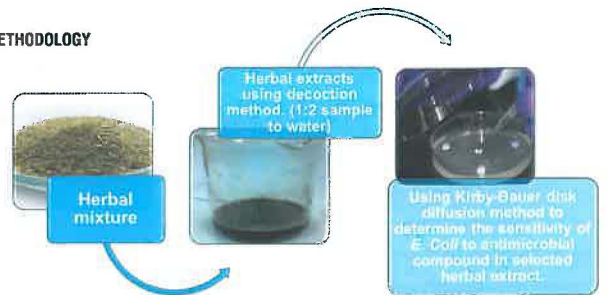 ETHODOLOGY
Herbal extracts
using decoction
method. (1:2 sample
to water)
Herbal
mixture
Using Kirby-Bauer disk
diffusion method to
determine the sensitivity of
E. Coli to antimicrobial
compound in selected
herbal extract.